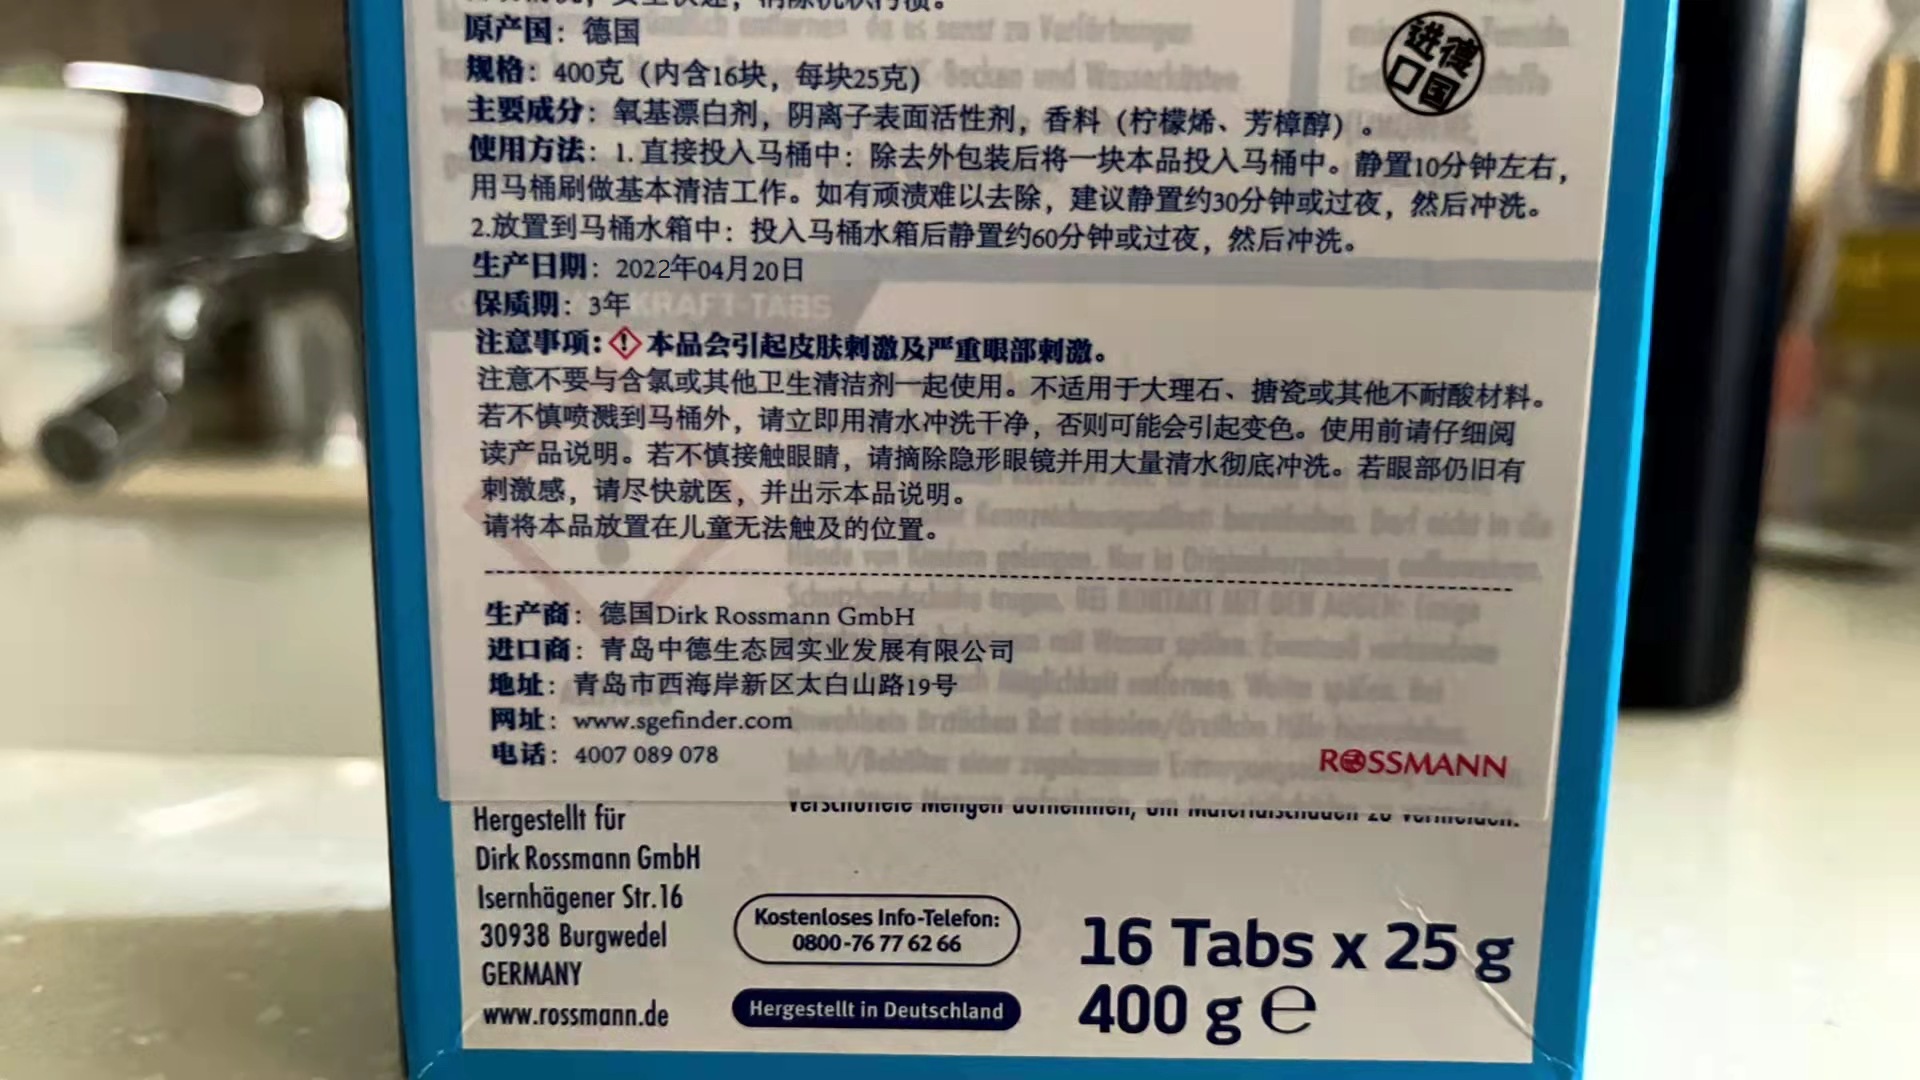 原产国：德国
规格：400克（内含16块，每块25克）
进德
口国
主要成分：氧基漂白剂，阴离子表面活性剂，香料（柠檬烯、芳樟醇）。
使用方法：1.直接投入马桶中：除去外包装后将一块本品投入马桶中。静置10分钟左右，
用马桶刷做基本清洁工作。如有顽渍难以去除，建议静置约30分钟或过夜，然后冲洗。
2.放置到马桶水箱中：投入马桶水箱后静置约60分钟或过夜，然后冲洗。
生产日期：2022年04月20日
保质期：3年
KRAFT-TABS
注意事项：本品会引起皮肤刺激及严重眼部刺激。
注意不要与含氯或其他卫生清洁剂一起使用。不适用于大理石、搪瓷或其他不耐酸材料。
若不慎喷溅到马桶外，请立即用清水冲洗干净，否则可能会引起变色。使用前请仔细阅
读产品说明。若不慎接触眼睛，请摘除隐形眼镜并用大量清水彻底冲洗。若眼部仍旧有
刺激感，请尽快就医，并出示本品说明。
请将本品放置在儿童无法触及的位置。
生产商：德国Dirk Rossmann GmbH
进口商：青岛中德生态园实业发展有限公司
地址：青岛市西海岸新区太白山路19号
网址：www.sgefinder.com
电话：4007 089 078
ROSSMANN
Hergestellt für
Dirk Rossmann GmbH
Isernhägener Str.16
30938 Burgwedel
GERMANY
www.rossmann.de
Kostenloses Info-Telefon:
0800-76 77 62 66
Hergestellt in Deutschland
16 Tabs x 25 g
400 g e